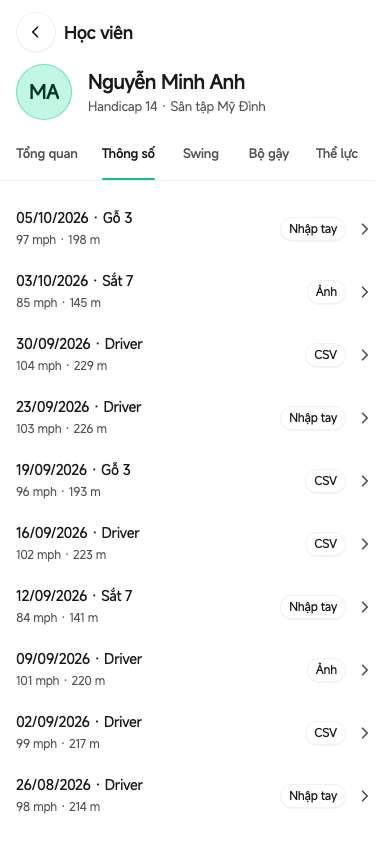 Học viên
MA
Nguyễn Minh Anh
Handicap 14 · Sân tập Mỹ Đình
Tổng quan Thông số Swing Bộ gậy Thể lực
05/10/2026 · Gỗ 3
97 mph · 198 m
Nhập tay
03/10/2026 · Sắt 7
85 mph · 145 m
Ảnh
30/09/2026 · Driver
104 mph · 229 m
CSV
23/09/2026 · Driver
103 mph · 226 m
Nhập tay
19/09/2026 · Gỗ 3
96 mph · 193 m
CSV
16/09/2026 · Driver
102 mph · 223 m
CSV
12/09/2026 · Sắt 7
84 mph · 141 m
Nhập tay
09/09/2026 · Driver
101 mph · 220 m
Ảnh
02/09/2026 · Driver
99 mph · 217 m
CSV
26/08/2026 · Driver
98 mph · 214 m
Nhập tay